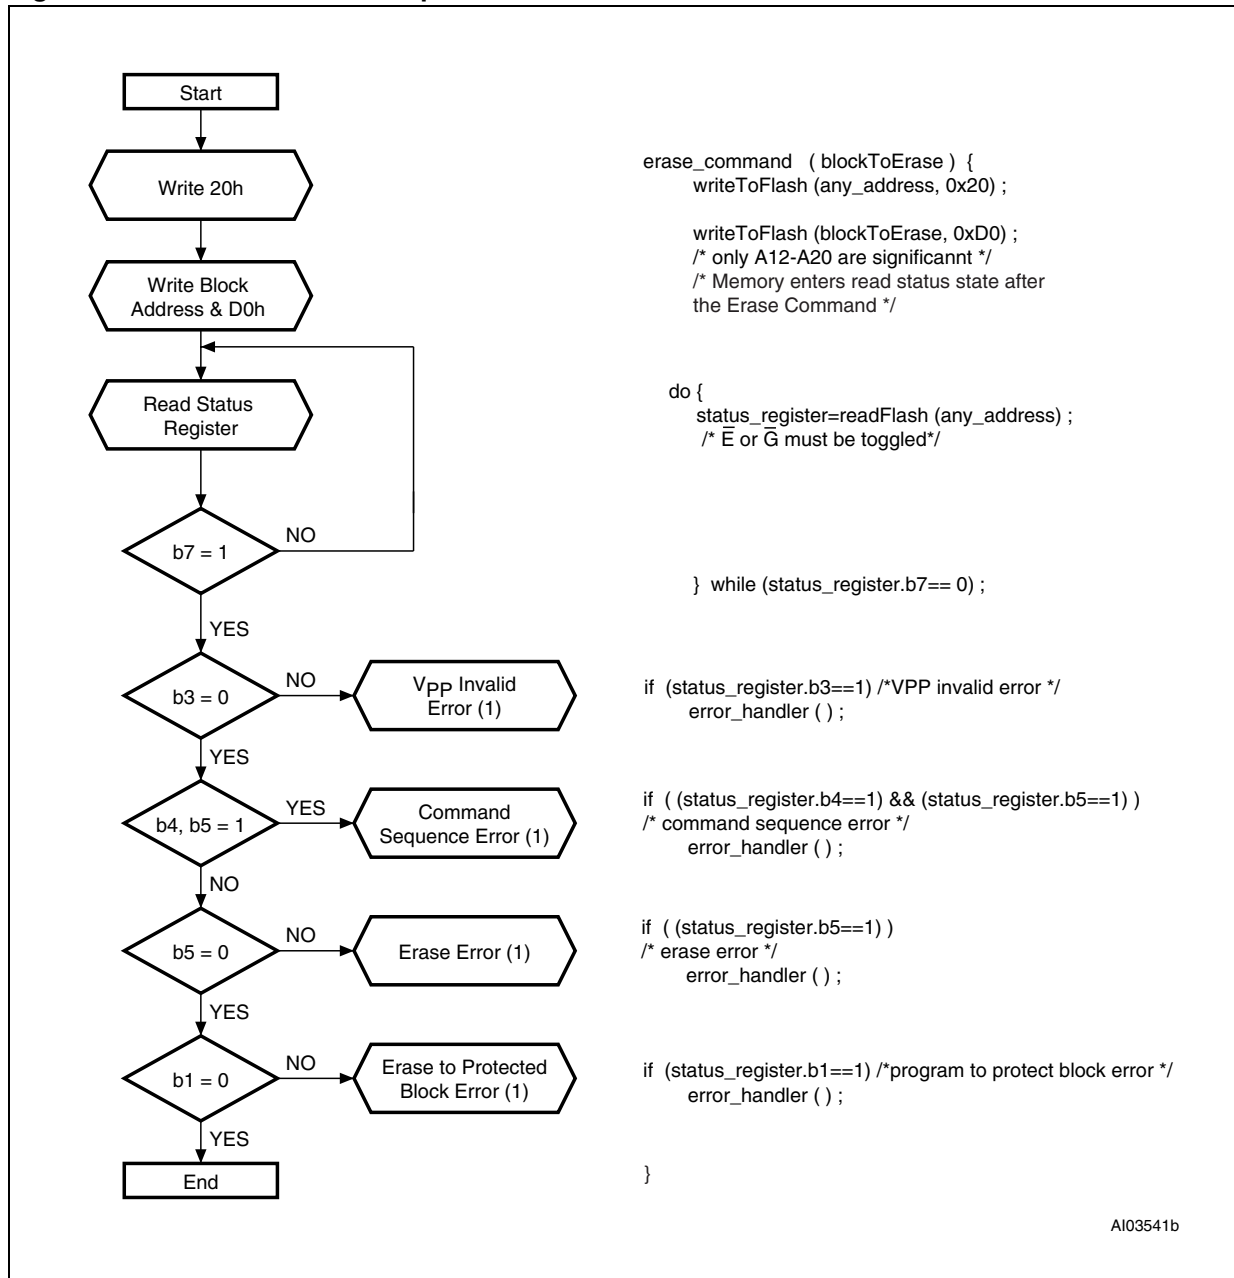 Start
Write 20h
Write Block
Address & D0h
Read Status
Register
b7 = 1
NO
YES
b3 = 0
NO
VPP Invalid
Error (1)
YES
b4, b5 = 1
YES
Command
Sequence Error (1)
NO
b5 = 0
NO
Erase Error (1)
YES
b1 = 0
NO
Erase to Protected
Block Error (1)
YES
End
erase_command ( blockToErase ) {
writeToFlash (any_address, 0x20) ;
writeToFlash (blockToErase, 0xD0) ;
/* only A12-A20 are significannt */
/* Memory enters read status state after
the Erase Command */
do {
status_register=readFlash (any_address) ;
/* E̅ or G̅ must be toggled*/
} while (status_register.b7== 0) ;
if (status_register.b3==1) /*VPP invalid error */
error_handler ( ) ;
if ( (status_register.b4==1) && (status_register.b5==1) )
/* command sequence error */
error_handler ( ) ;
if ( (status_register.b5==1) )
/* erase error */
error_handler ( ) ;
if (status_register.b1==1) /*program to protect block error */
error_handler ( ) ;
}
AI03541b